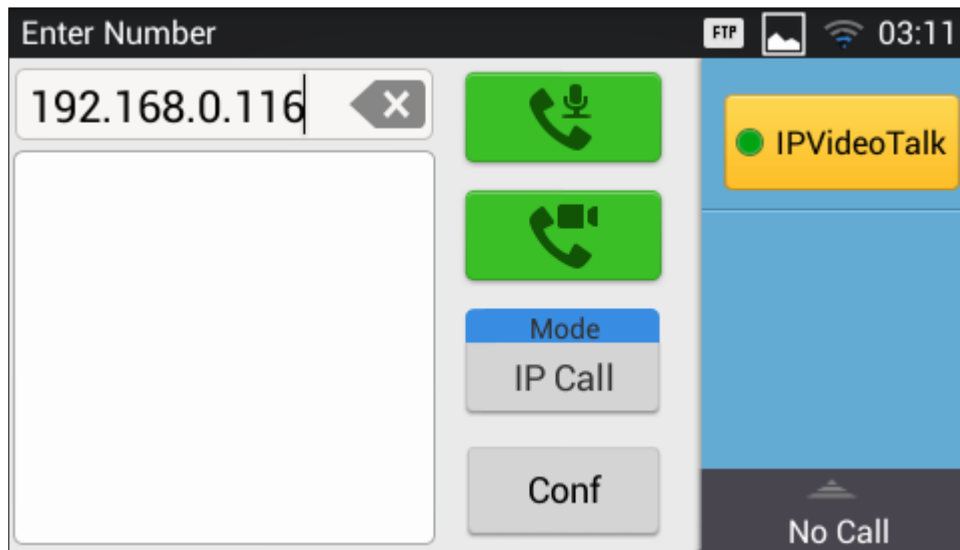 Enter Number
FTP
03:11
192.168.0.116
IPVideoTalk
Mode
IP Call
Conf
No Call